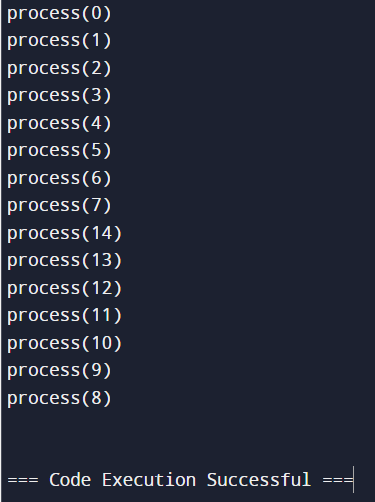 process(0)
process(1)
process(2)
process(3)
process(4)
process(5)
process(6)
process(7)
process(14)
process(13)
process(12)
process(11)
process(10)
process(9)
process(8)
=== Code Execution Successful ===